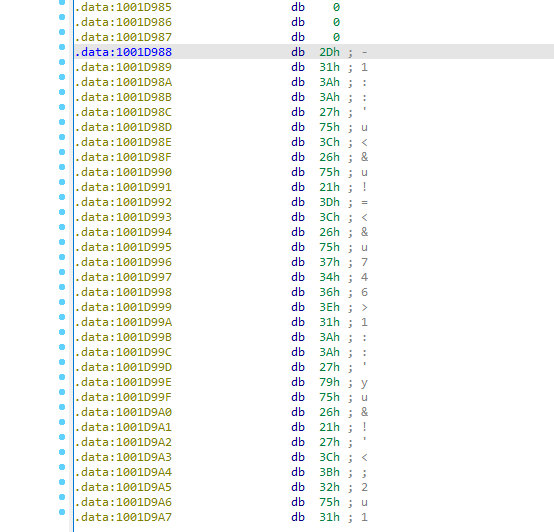 .data:1001D985 db 0
.data:1001D986 db 0
.data:1001D987 db 0
.data:1001D988 db 2Dh ; -
.data:1001D989 db 31h ; 1
.data:1001D98A db 3Ah ; :
.data:1001D98B db 3Ah ; :
.data:1001D98C db 27h ; '
.data:1001D98D db 75h ; u
.data:1001D98E db 3Ch ; <
.data:1001D98F db 26h ; &
.data:1001D990 db 75h ; u
.data:1001D991 db 21h ; !
.data:1001D992 db 3Dh ; =
.data:1001D993 db 3Ch ; <
.data:1001D994 db 26h ; &
.data:1001D995 db 75h ; u
.data:1001D996 db 37h ; 7
.data:1001D997 db 34h ; 4
.data:1001D998 db 36h ; 6
.data:1001D999 db 3Eh ; >
.data:1001D99A db 31h ; 1
.data:1001D99B db 3Ah ; :
.data:1001D99C db 3Ah ; :
.data:1001D99D db 27h ; '
.data:1001D99E db 79h ; y
.data:1001D99F db 75h ; u
.data:1001D9A0 db 26h ; &
.data:1001D9A1 db 21h ; !
.data:1001D9A2 db 27h ; '
.data:1001D9A3 db 3Ch ; <
.data:1001D9A4 db 3Bh ; ;
.data:1001D9A5 db 32h ; 2
.data:1001D9A6 db 75h ; u
.data:1001D9A7 db 31h ; 1